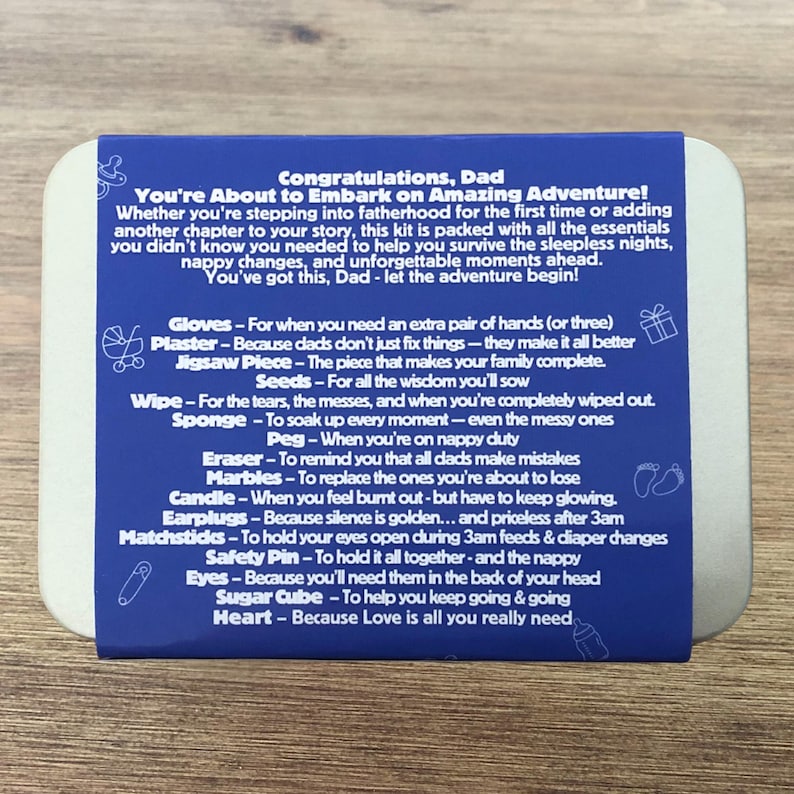 Congratulations, Dad
You're About to Embark on Amazing Adventure!
Whether you're stepping into fatherhood for the first time or adding
another chapter to your story, this kit is packed with all the essentials
you didn't know you needed to help you survive the sleepless nights,
nappy changes, and unforgettable moments ahead.
You've got this, Dad - let the adventure begin!
Gloves – For when you need an extra pair of hands (or three)
Plaster – Because dads don't just fix things — they make it all better
Jigsaw Piece – The piece that makes your family complete.
Seeds – For all the wisdom you'll sow
Wipe – For the tears, the messes, and when you're completely wiped out.
Sponge – To soak up every moment — even the messy ones
Peg – When you're on nappy duty
Eraser – To remind you that all dads make mistakes
Marbles – To replace the ones you're about to lose
Candle – When you feel burnt out - but have to keep glowing.
Earplugs – Because silence is golden... and priceless after 3am
Matchsticks – To hold your eyes open during 3am feeds & diaper changes
Safety Pin – To hold it all together - and the nappy
Eyes – Because you'll need them in the back of your head
Sugar Cube – To help you keep going & going
Heart – Because Love is all you really need